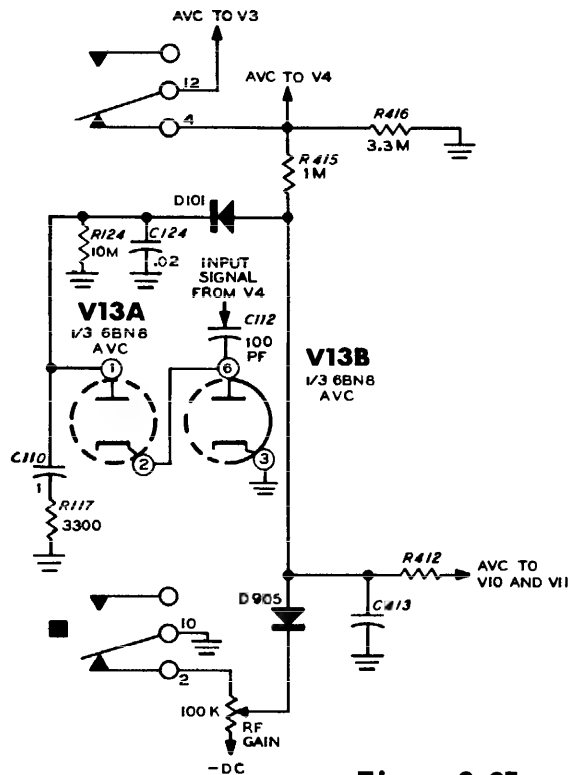 AVC TO V3
12
AVC TO V4
4
R416
3.3M
R415
1M
D101
R124
10M
C124
.02
INPUT
SIGNAL
FROM V4
V13A
1/3 6BN8
AVC
C112
100
PF
V13B
1/3 6BN8
AVC
1
6
2
3
C110
1
R117
3300
R412
AVC TO
V10 AND V11
D905
C413
10
2
100K
RF
GAIN
-DC